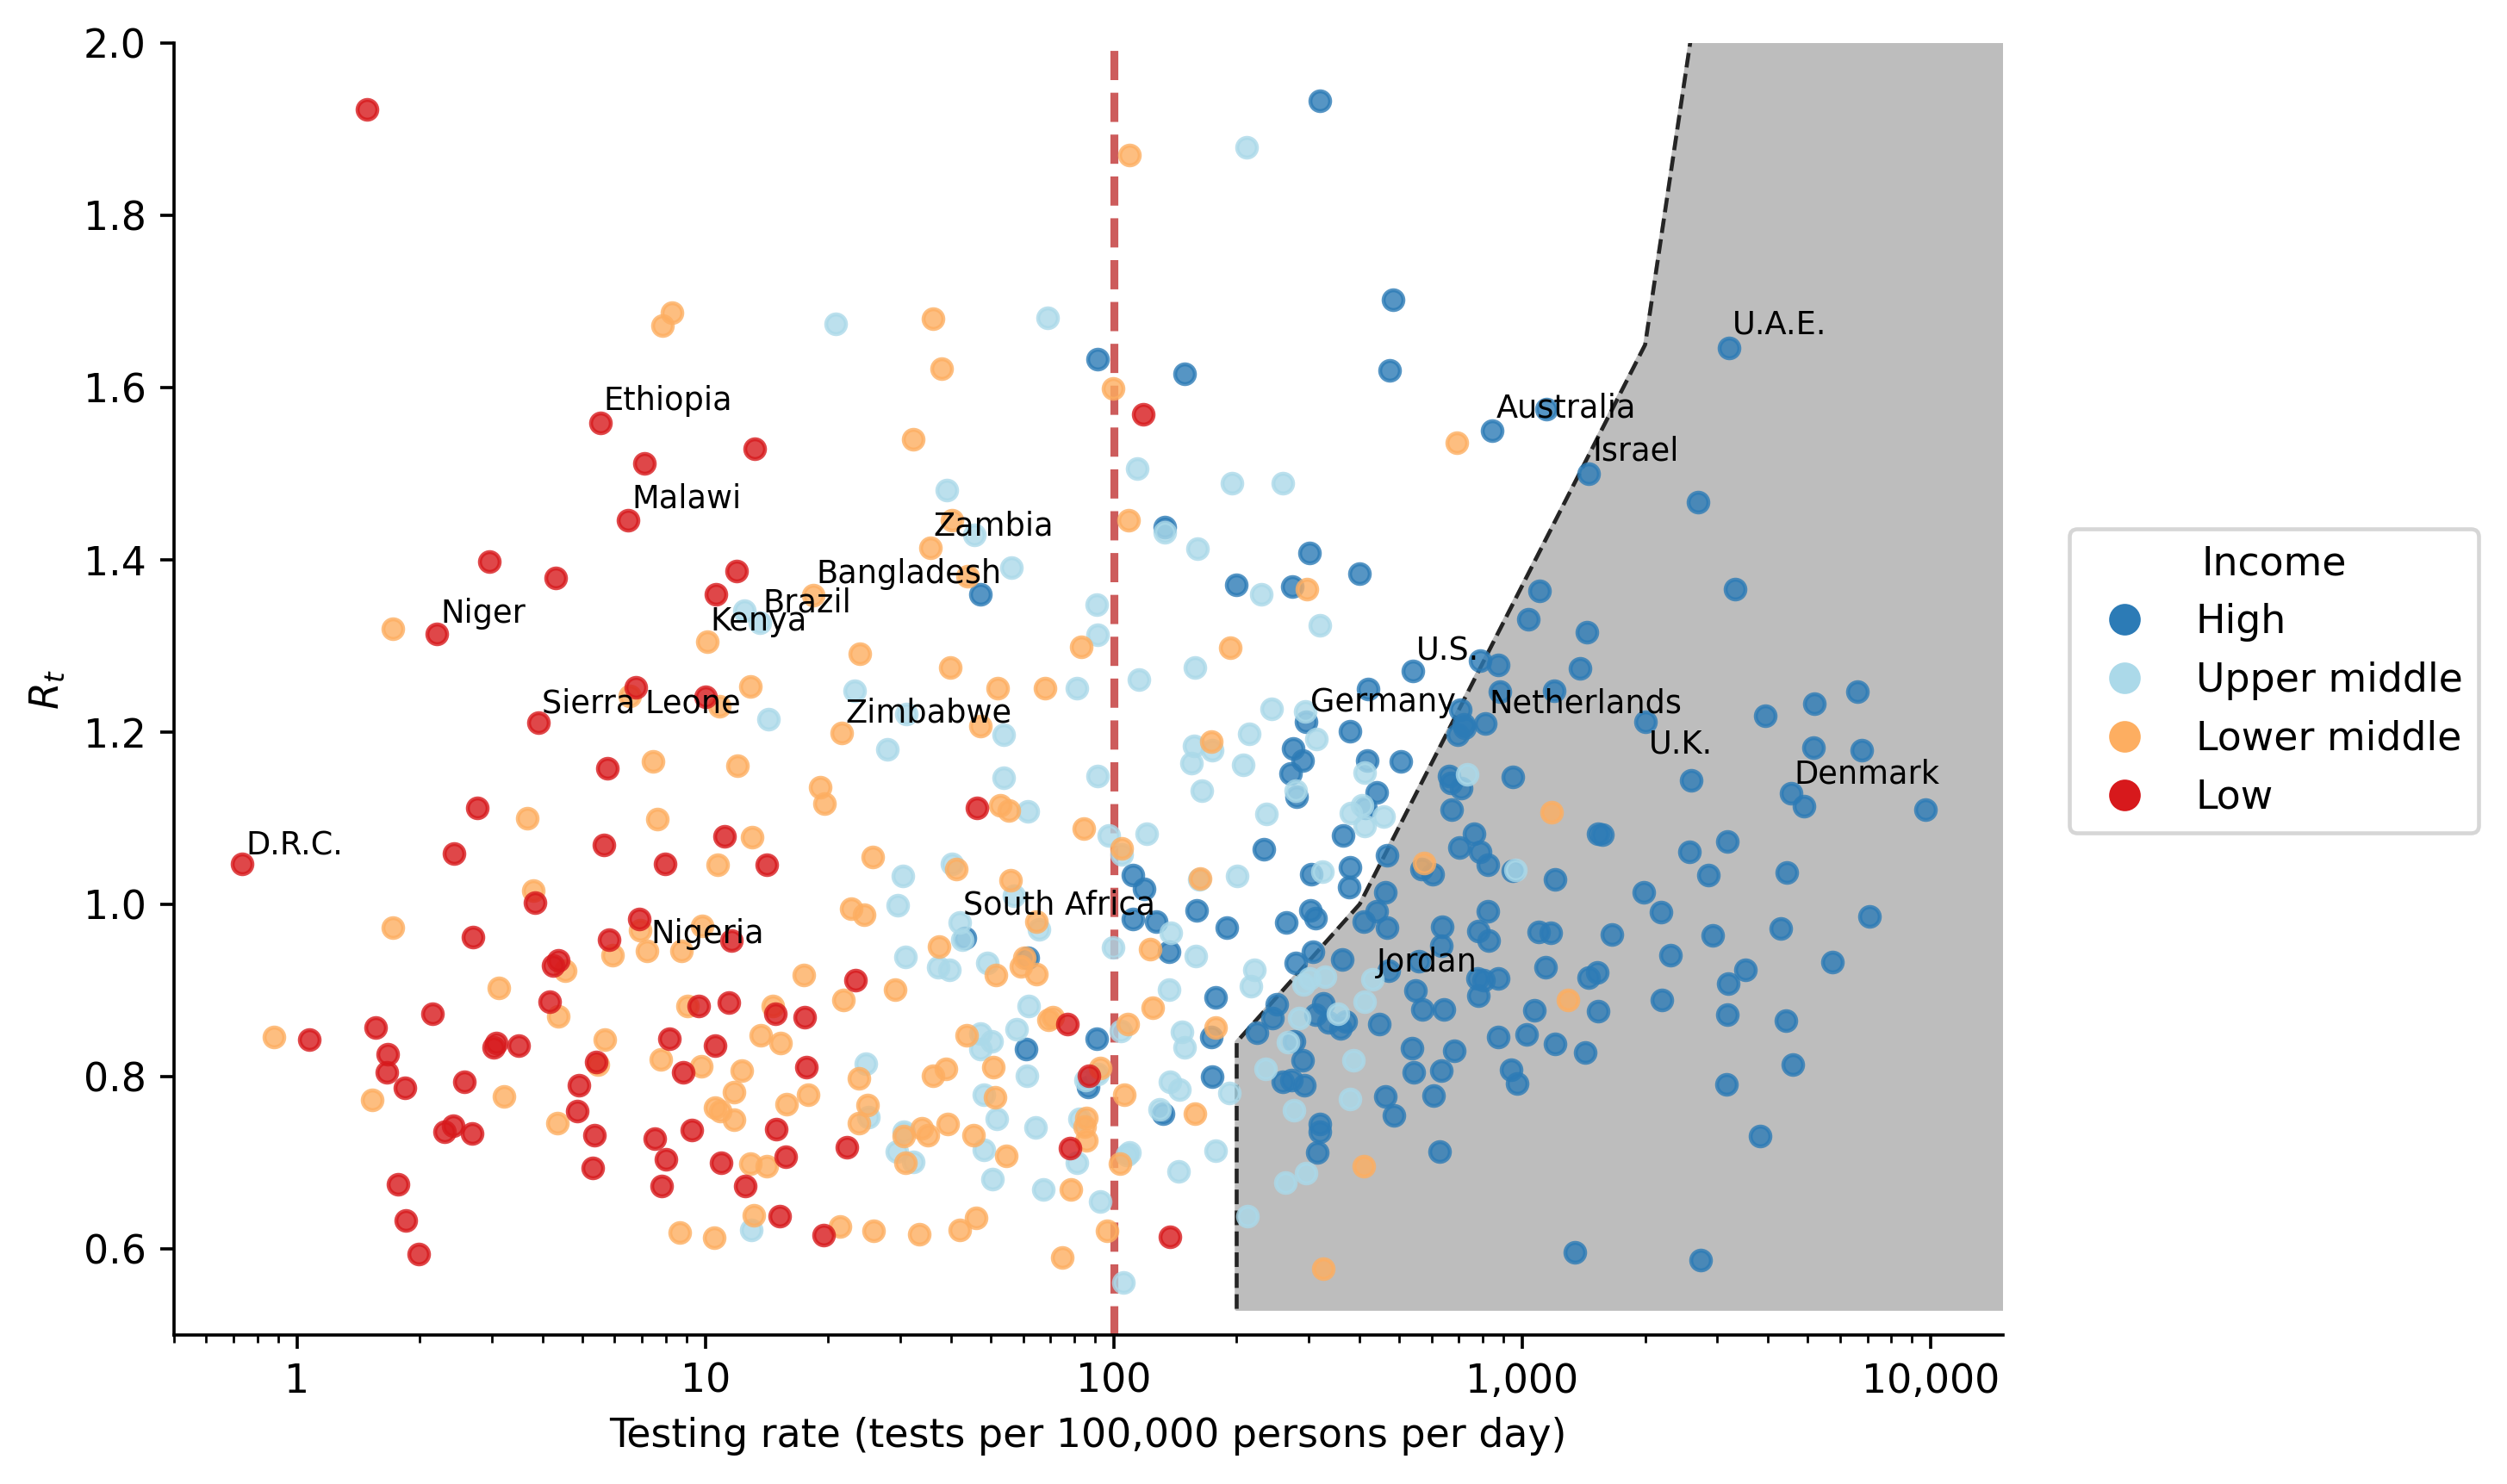 2.0
1.8
1.6
1.4
1.2
1.0
0.8
0.6
R_t
U.A.E.
Ethiopia
Australia
Israel
Malawi
Zambia
Bangladesh
Brazil
Niger
Kenya
U.S.
Sierra Leone
Zimbabwe
Germany
Netherlands
U.K.
Denmark
D.R.C.
South Africa
Nigeria
Jordan
1
10
100
1,000
10,000
Testing rate (tests per 100,000 persons per day)
Income
High
Upper middle
Lower middle
Low